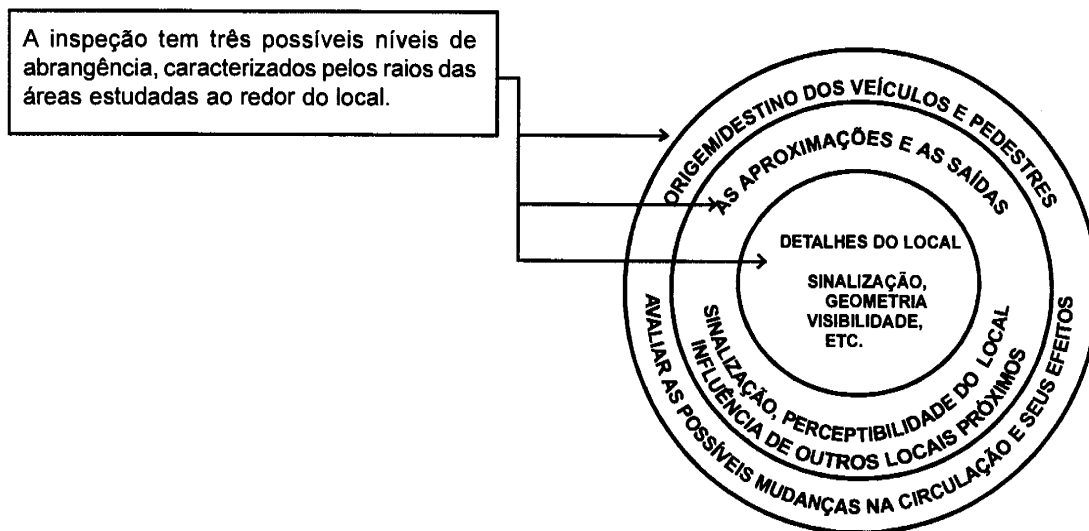 A inspeção tem três possíveis níveis de
abrangência, caracterizados pelos raios das
áreas estudadas ao redor do local.
ORIGEM/DESTINO DOS VEÍCULOS E PEDESTRES
AS APROXIMAÇÕES E AS SAÍDAS
DETALHES DO LOCAL
SINALIZAÇÃO,
GEOMETRIA
VISIBILIDADE,
ETC.
SINALIZAÇÃO, PERCEPTIBILIDADE DO LOCAL
INFLUÊNCIA DE OUTROS LOCAIS PRÓXIMOS
AVALIAR AS POSSÍVEIS MUDANÇAS NA CIRCULAÇÃO E SEUS EFEITOS